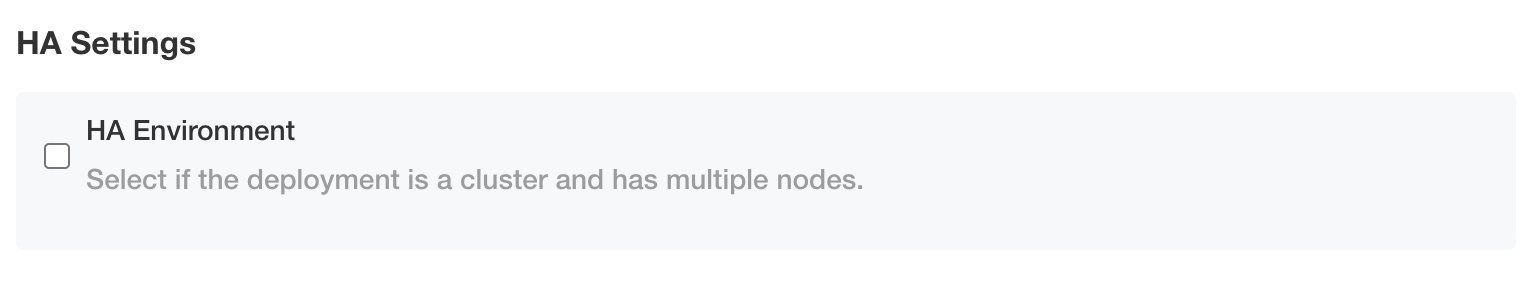 HA Settings
HA Environment
Select if the deployment is a cluster and has multiple nodes.